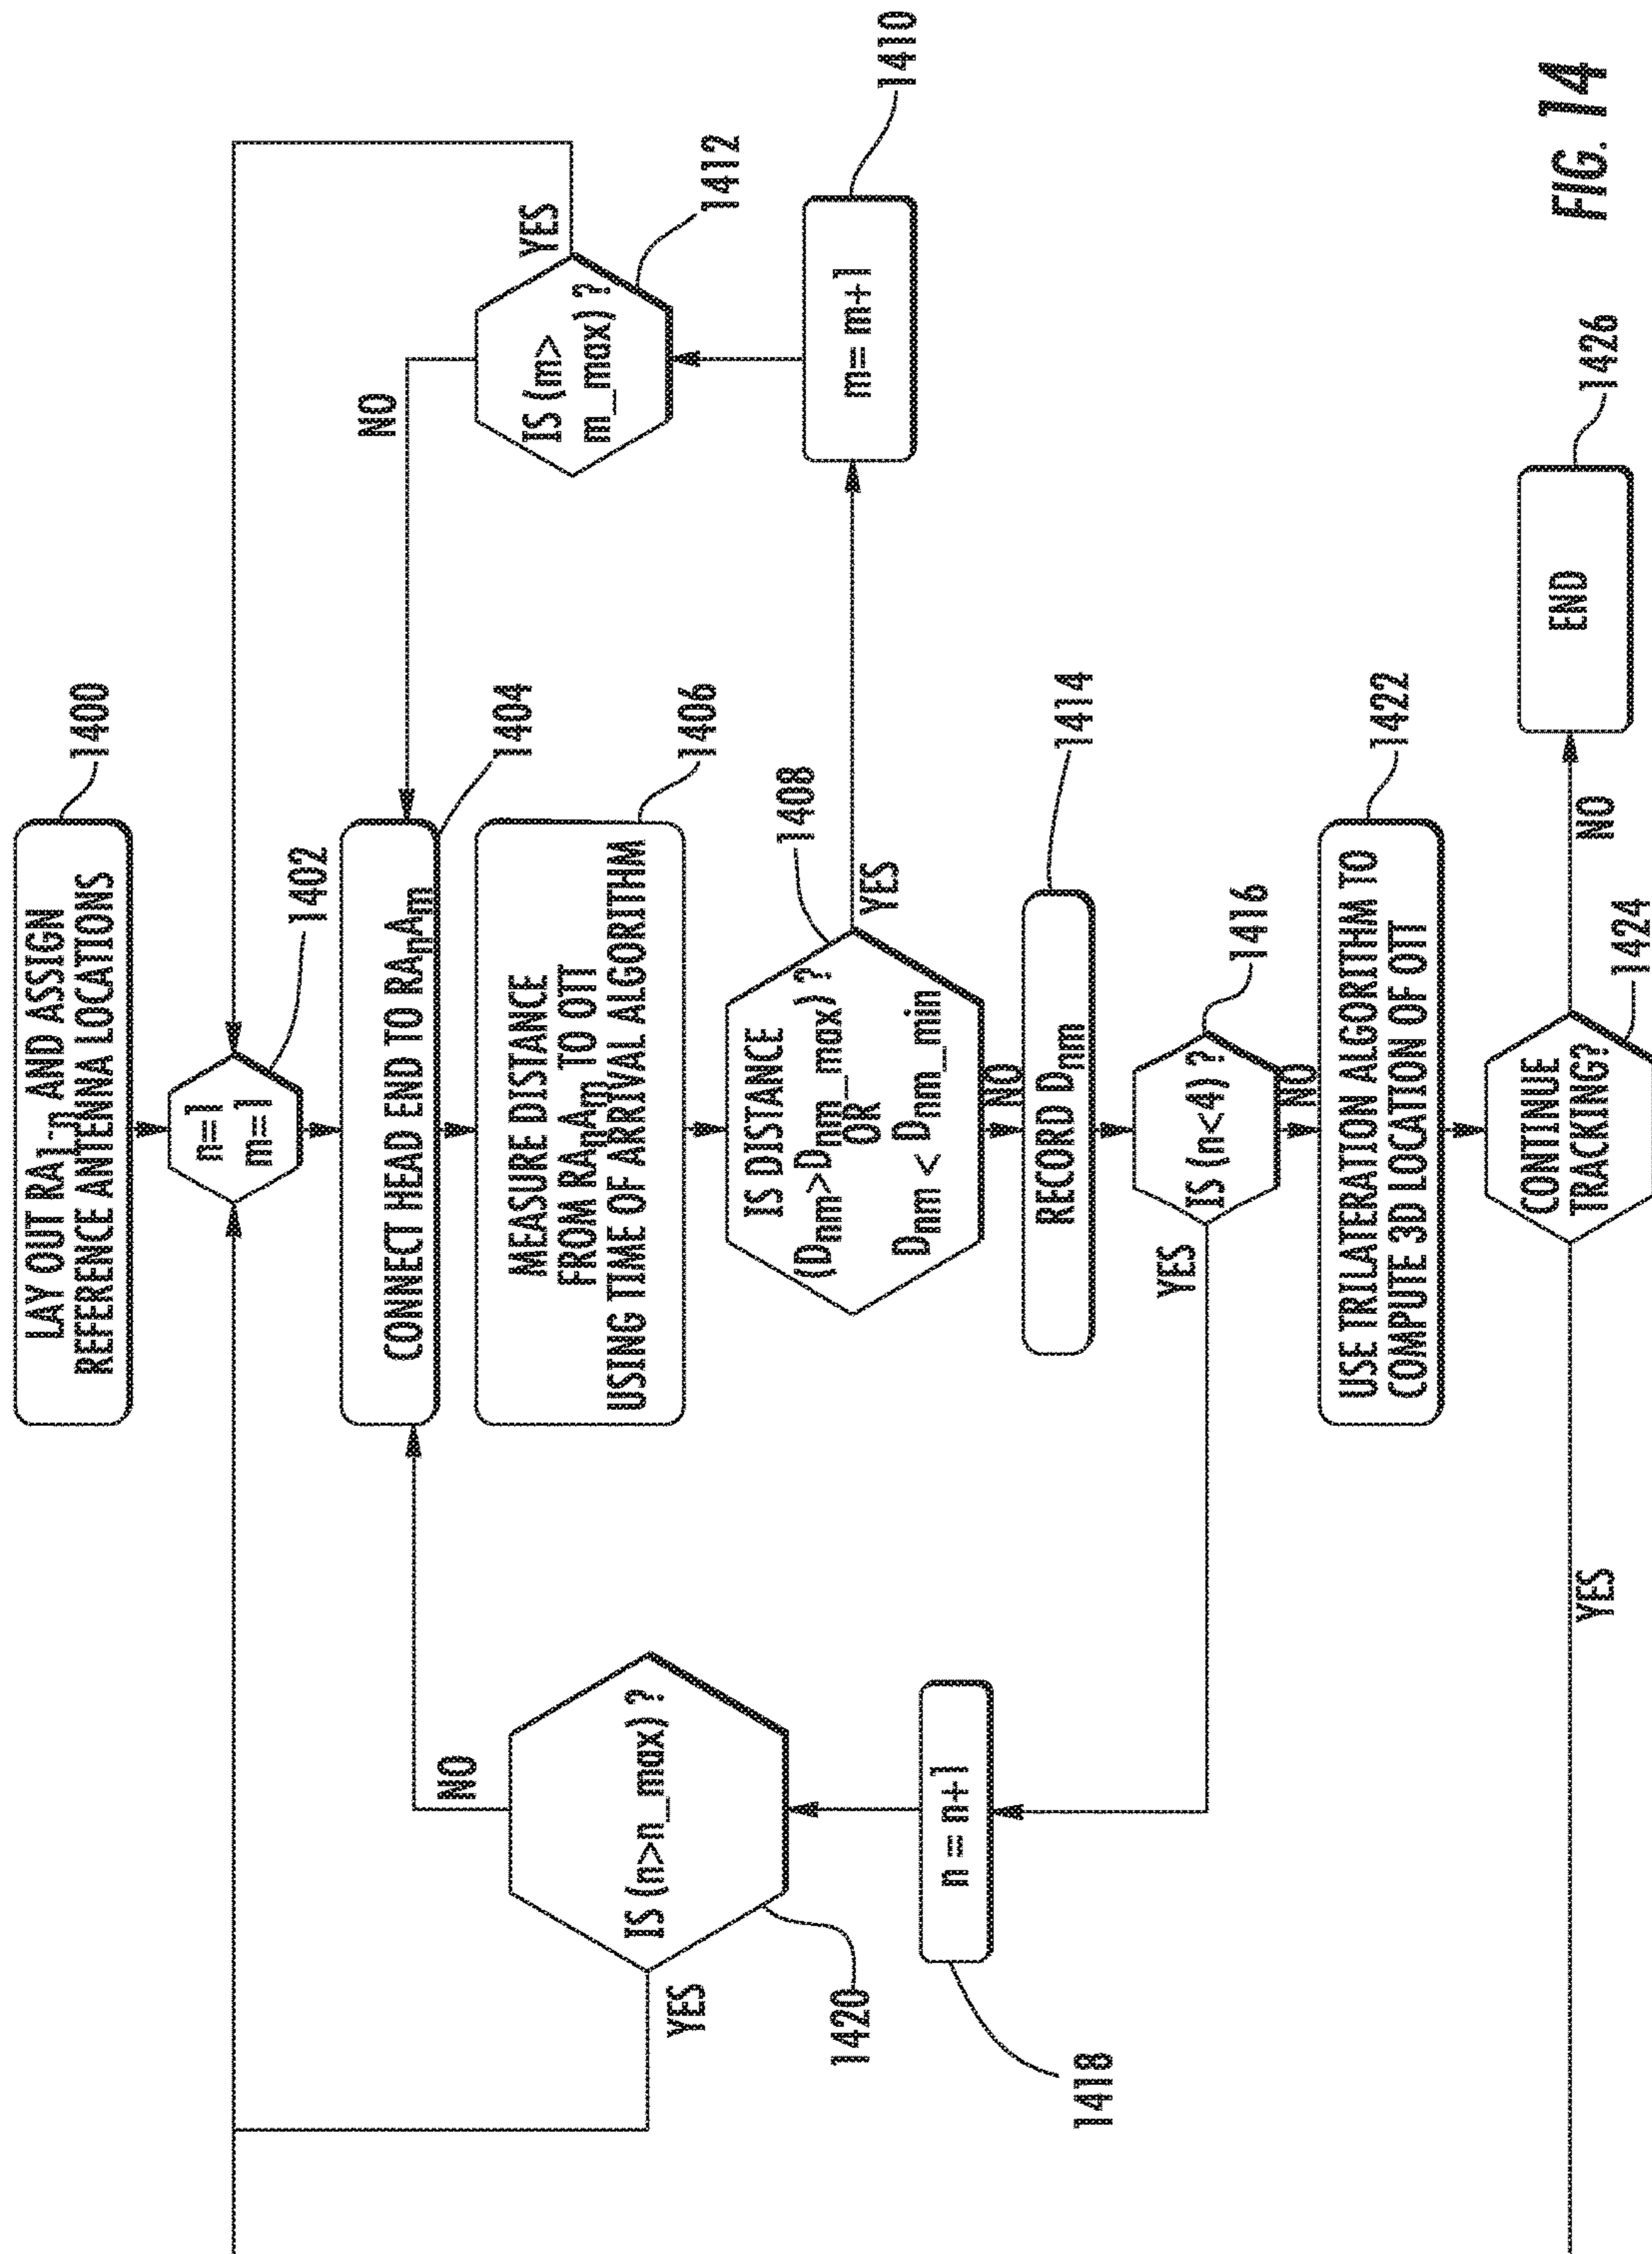 LAY OUT RA1-n AND ASSIGN
REFERENCE ANTENNA LOCATIONS
1400
n=1
m=1
1402
CONNECT HEAD END TO RAnAm
1404
MEASURE DISTANCE
FROM RAnAm TO OTT
USING TIME OF ARRIVAL ALGORITHM
1406
IS DISTANCE
(Dnm>Dnm_max) ?
OR
Dnm < Dnm_min
1408
YES
NO
m= m+1
1410
IS (m>
m_max) ?
1412
YES
NO
RECORD Dnm
1414
IS (n<4) ?
1416
YES
NO
n = n+1
1418
IS (n>n_max) ?
1420
YES
NO
USE TRILATERATION ALGORITHM TO
COMPUTE 3D LOCATION OF OTT
1422
CONTINUE
TRACKING?
1424
YES
NO
END
1426
FIG. 14